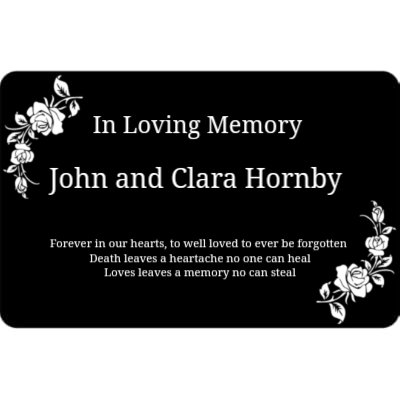 In Loving Memory
John and Clara Hornby
Forever in our hearts, to well loved to ever be forgotten
Death leaves a heartache no one can heal
Loves leaves a memory no can steal